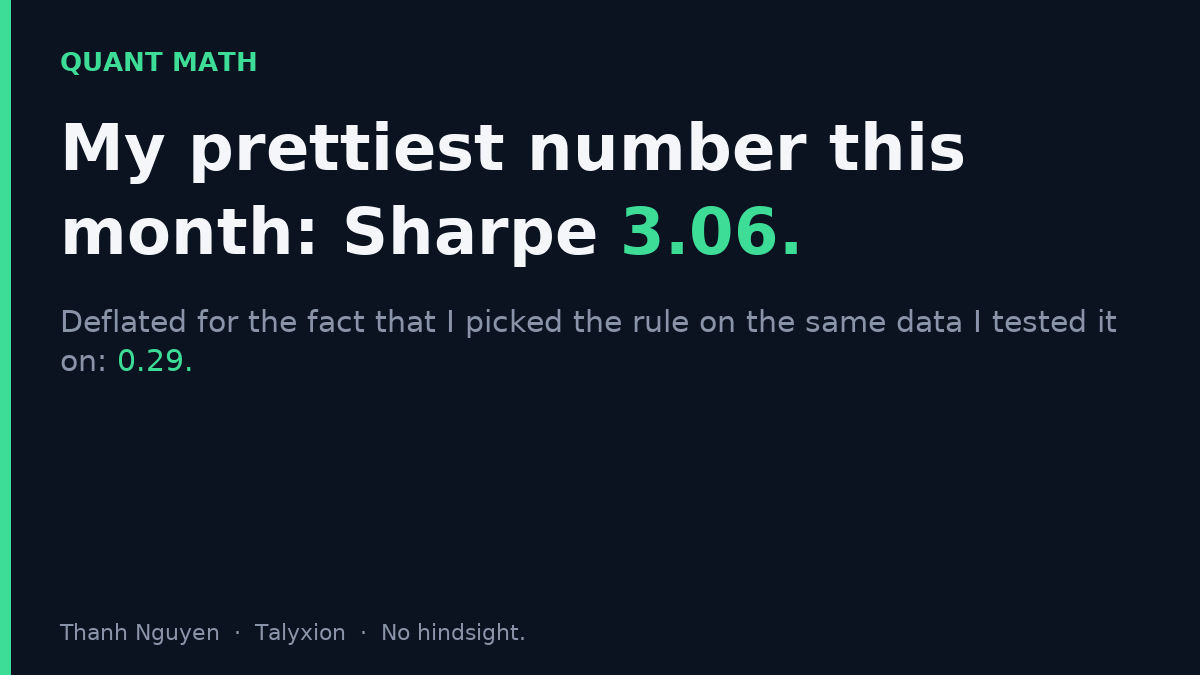 QUANT MATH
My prettiest number this
month: Sharpe 3.06.
Deflated for the fact that I picked the rule on the same data I tested it
on: 0.29.
Thanh Nguyen · Talyxion · No hindsight.